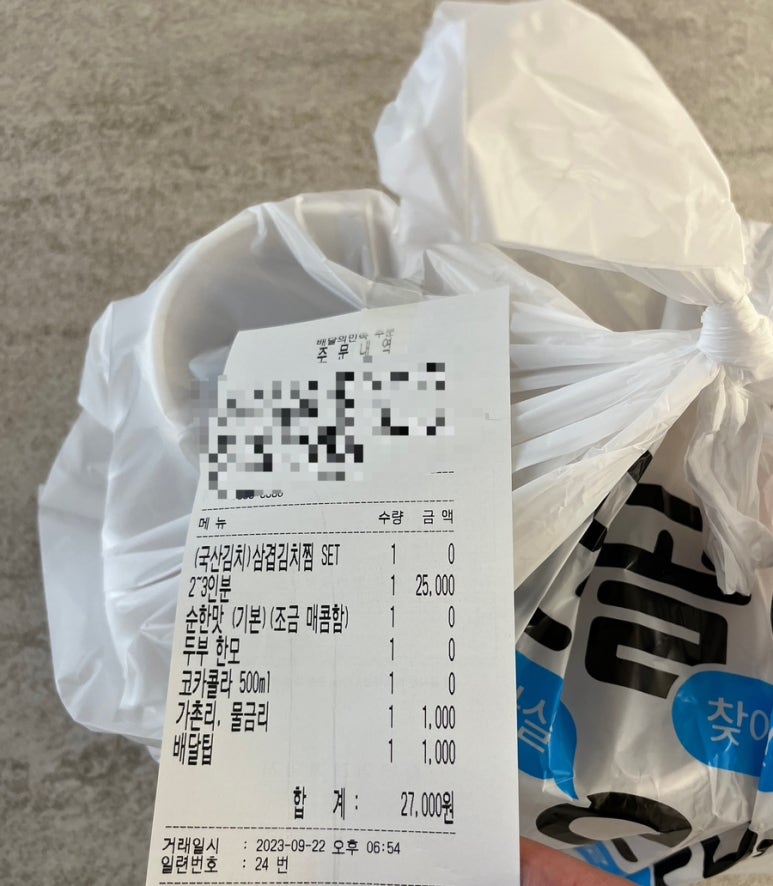 배달의민족 주문
주 문 내 역
메 뉴 수량 금 액
(국산김치)삼겹김치찜 SET 1 0
2~3인분 1 25,000
순한맛 (기본)(조금 매콤함) 1 0
두부 한모 1 0
코카콜라 500ml 1 0
가촌리, 물금리 1 1,000
배달팁 1 1,000
합 계 : 27,000원
거래일시 : 2023-09-22 오후 06:54
일련번호 : 24 번